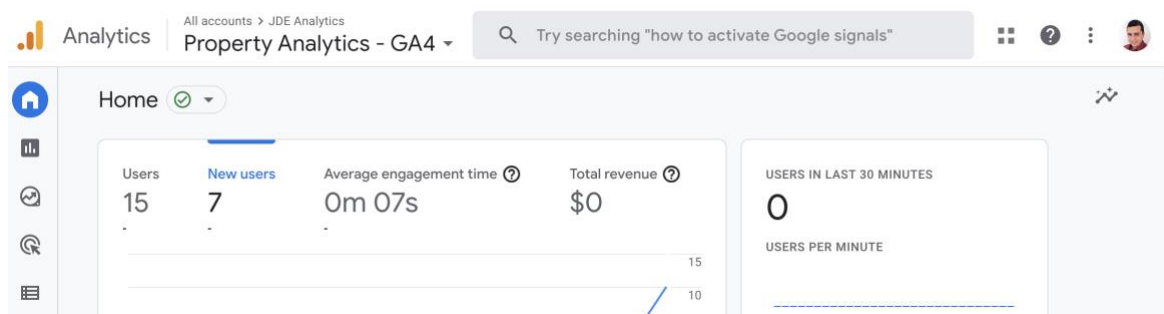 Analytics
All accounts > JDE Analytics
Property Analytics - GA4
Try searching "how to activate Google signals"
Home
Users
15
-
New users
7
-
Average engagement time
0m 07s
-
Total revenue
$0
15
10
USERS IN LAST 30 MINUTES
0
USERS PER MINUTE